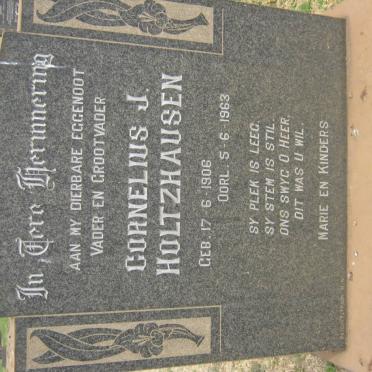 In Tere Herinnering
AAN MY DIERBARE EGGENOOT
VADER EN GROOTVADER
CORNELIUS J.
HOLTZHAUSEN
GEB. 17·6·1906
OORL. 5-6-1963
SY PLEK IS LEEG.
SY STEM IS STIL.
ONS SWYG O HEER,
DIT WAS U WIL.
MARIE EN KINDERS